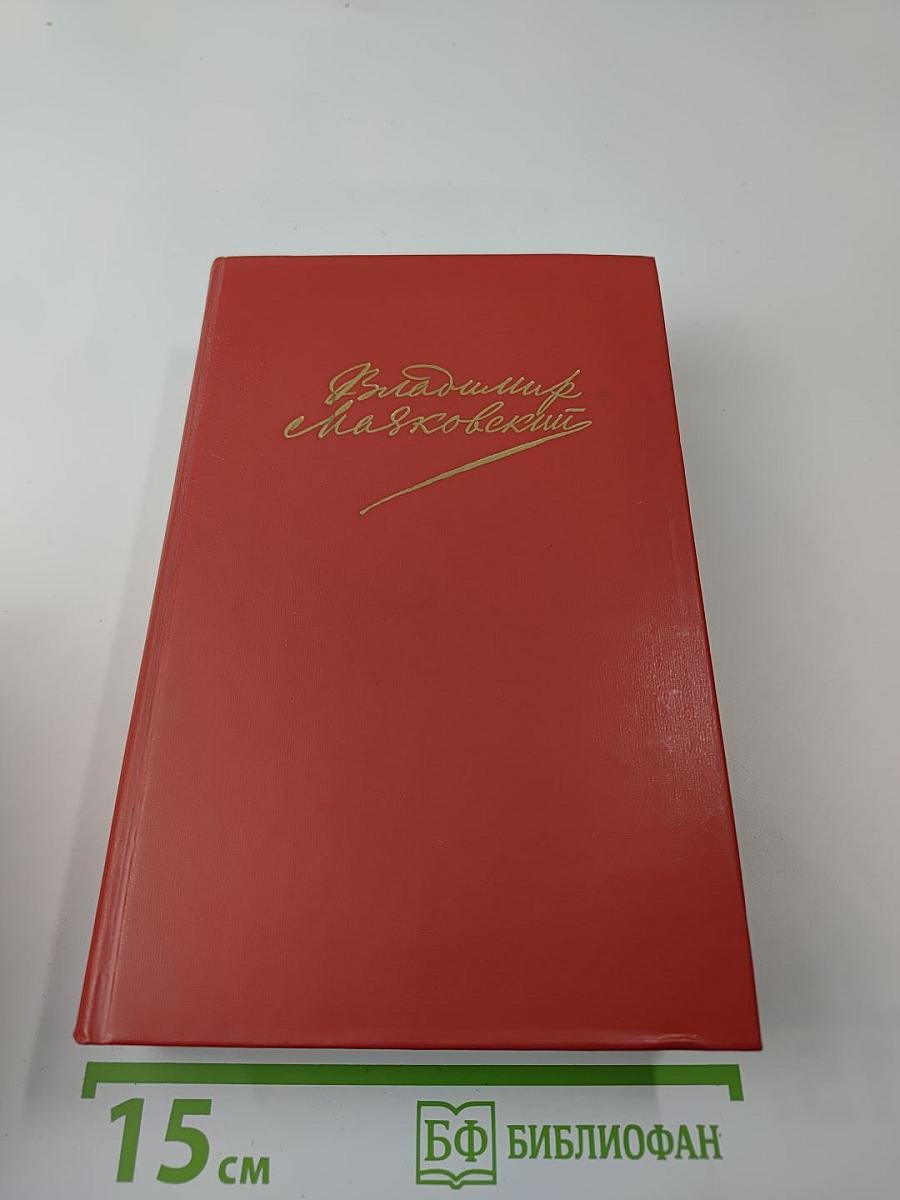 Владимир
Маяковский
15 см
БФ БИБЛИОФАН